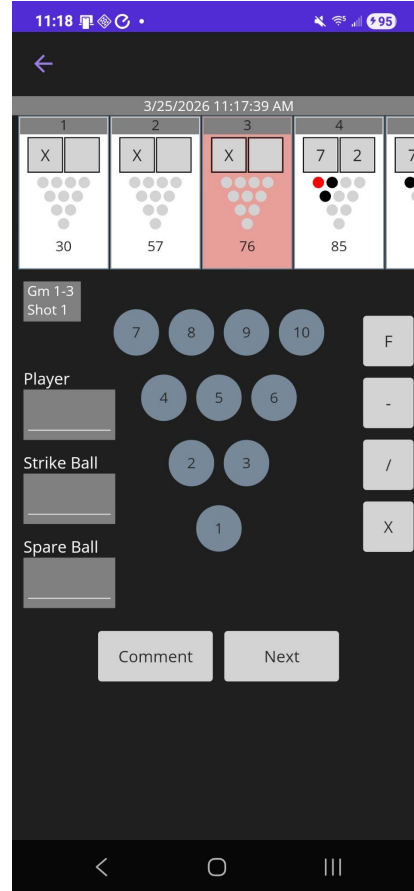 11:18 95
3/25/2026 11:17:39 AM
1 2 3 4
X X X 7 2 7
30 57 76 85
Gm 1-3
Shot 1
7 8 9 10
F
Player
4 5 6
-
Strike Ball
2 3
/
1
X
Spare Ball
Comment Next